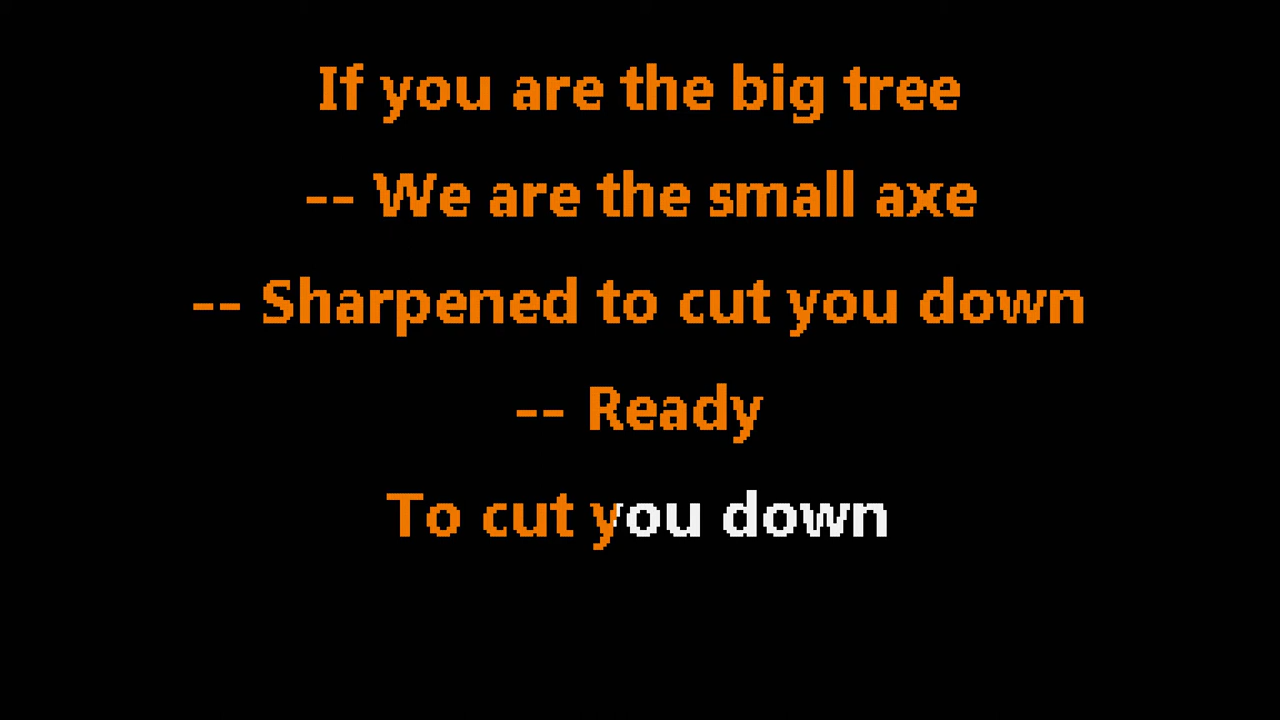 If you are the big tree
-- We are the small axe
-- Sharpened to cut you down
-- Ready
To cut you down